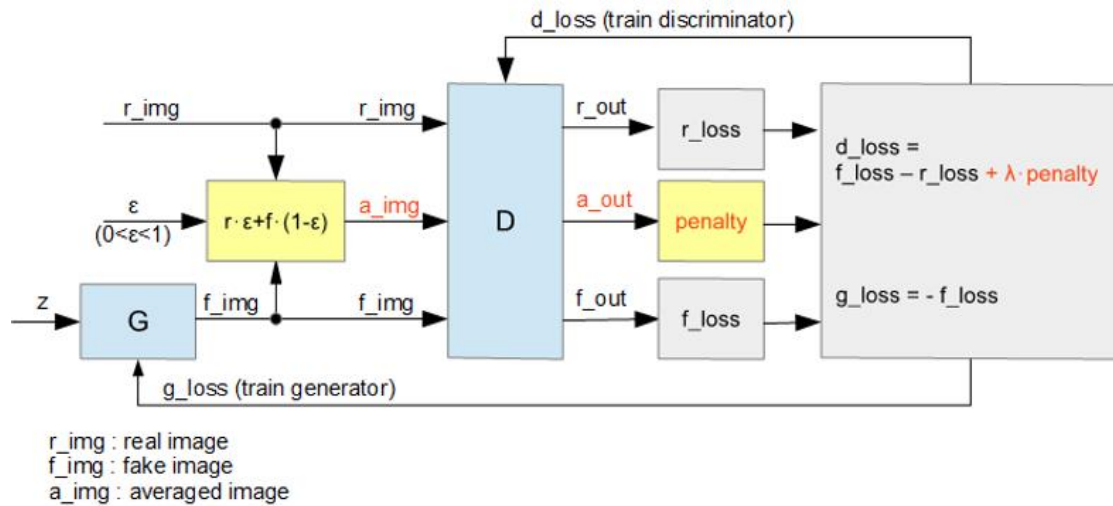 d_loss (train discriminator)
r_img
r_img
r_out
r_loss
d_loss =
f_loss – r_loss + λ· penalty
ε
(0<ε<1)
r· ε+f· (1-ε)
a_img
D
a_out
penalty
z
G
f_img
f_img
f_out
f_loss
g_loss = - f_loss
g_loss (train generator)
r_img : real image
f_img : fake image
a_img : averaged image